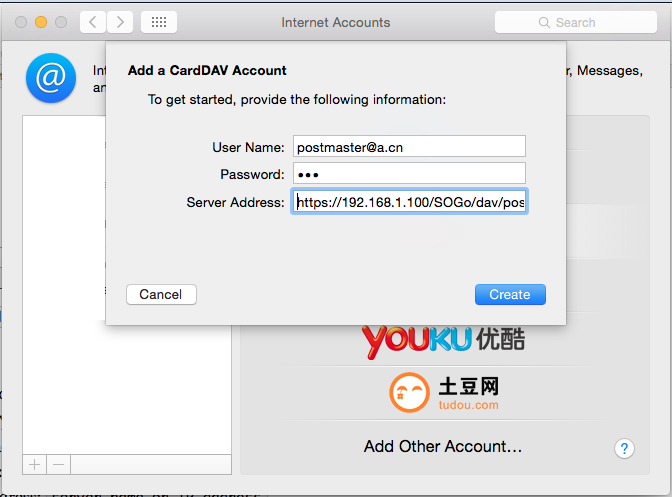 Internet Accounts
Search
@
Int
r, Messages,
an
Add a CardDAV Account
To get started, provide the following information:
User Name: postmaster@a.cn
Password: •••
Server Address: https://192.168.1.100/SOGo/dav/pos
Cancel
Create
YOUKU 优酷
土豆网
tudou.com
Add Other Account...
?